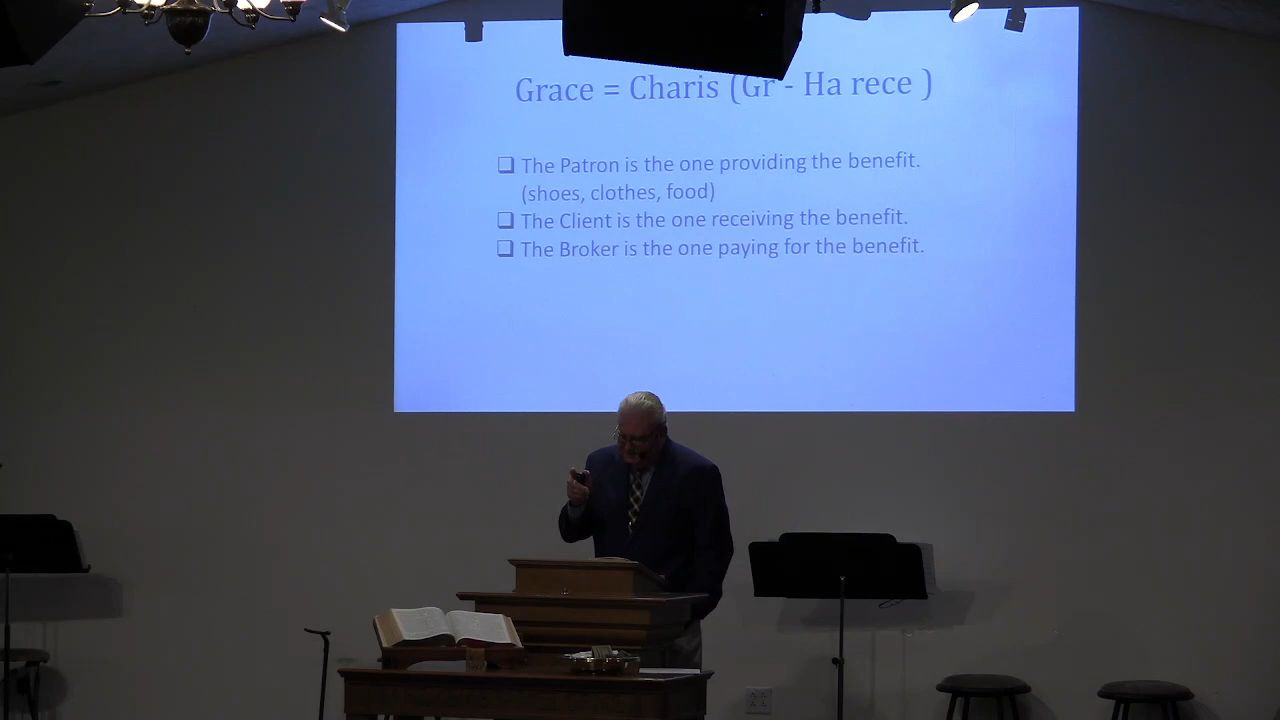 Grace = Charis (Gr - Ha rece )
❑ The Patron is the one providing the benefit.
(shoes, clothes, food)
❑ The Client is the one receiving the benefit.
❑ The Broker is the one paying for the benefit.